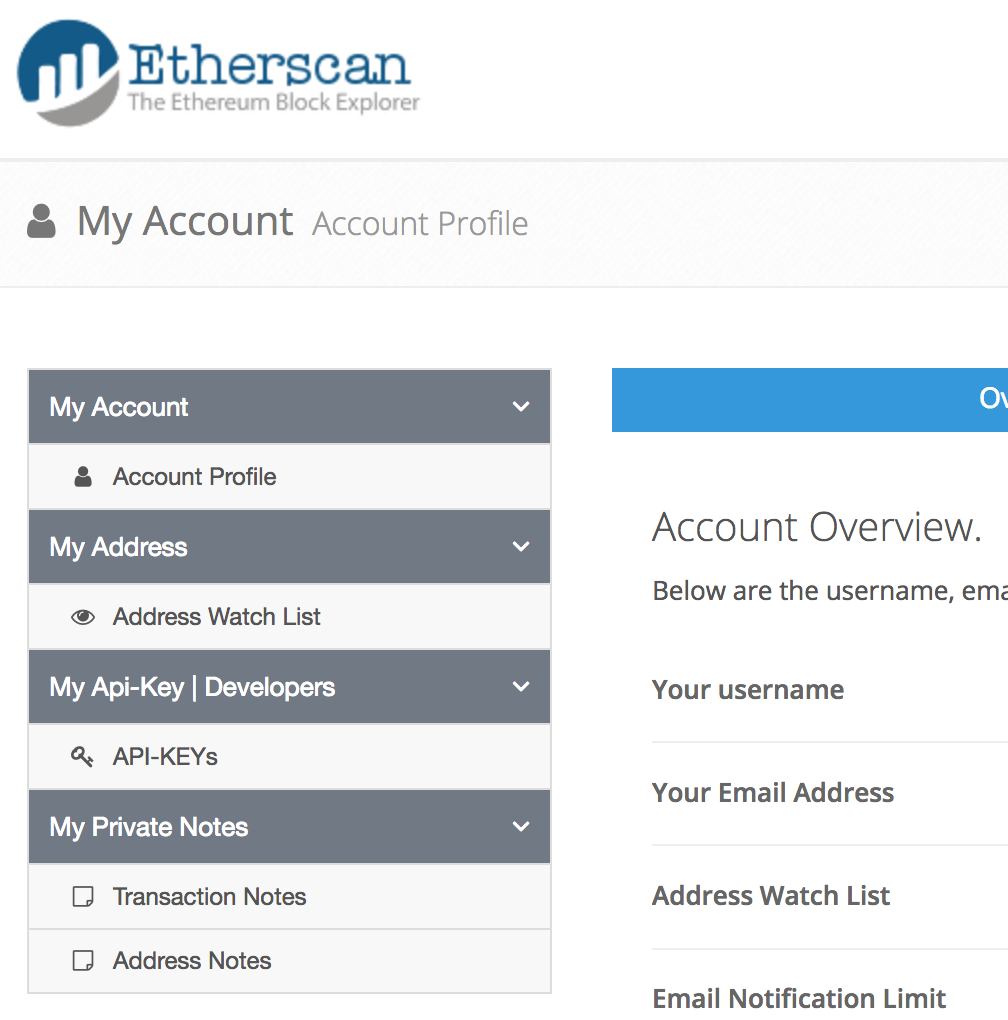 Etherscan
The Ethereum Block Explorer
My Account Account Profile
My Account
Account Profile
My Address
Address Watch List
My Api-Key | Developers
API-KEYs
My Private Notes
Transaction Notes
Address Notes
Ov
Account Overview.
Below are the username, ema
Your username
Your Email Address
Address Watch List
Email Notification Limit